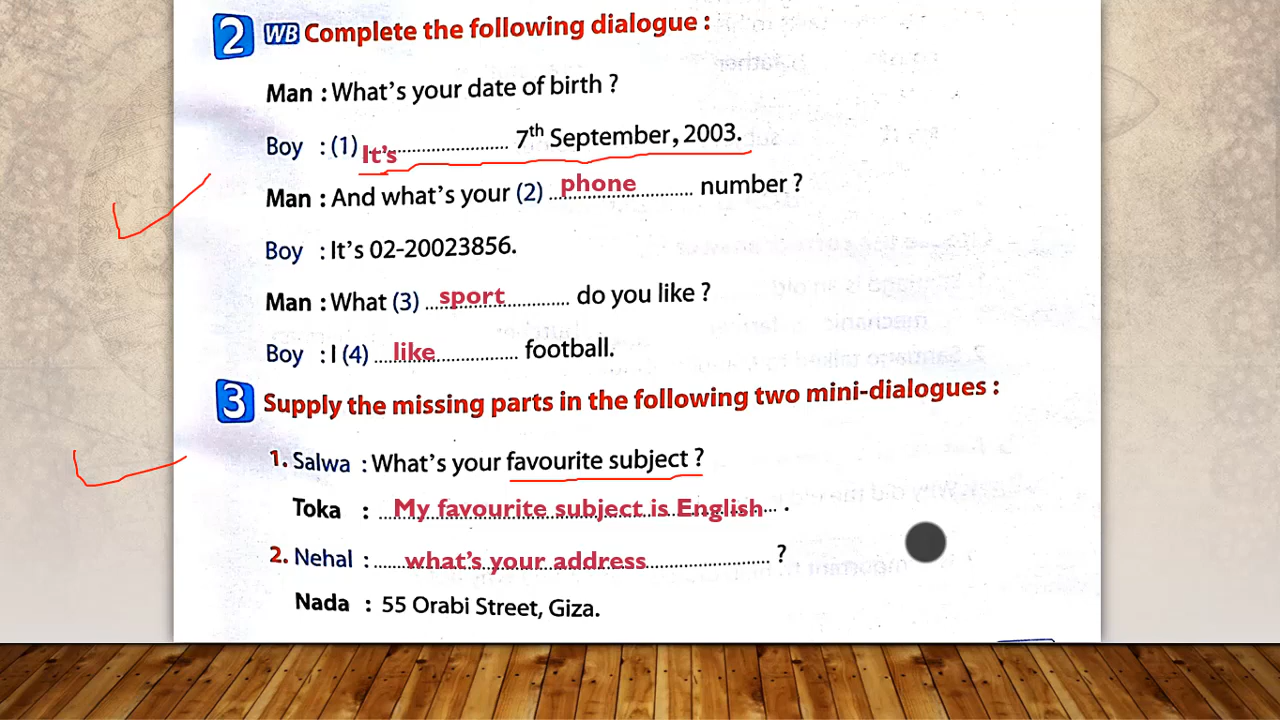 2 WB Complete the following dialogue :
Man : What's your date of birth ?
Boy : (1) It's .................... 7th September, 2003.
Man : And what's your (2) ...phone............ number ?
Boy : It's 02-20023856.
Man : What (3) ..sport............ do you like ?
Boy : I (4) ...like............ football.
3 Supply the missing parts in the following two mini-dialogues :
1. Salwa : What's your favourite subject ?
Toka : ..My favourite subject is English... .
2. Nehal : ......what's your address...................... ?
Nada : 55 Orabi Street, Giza.